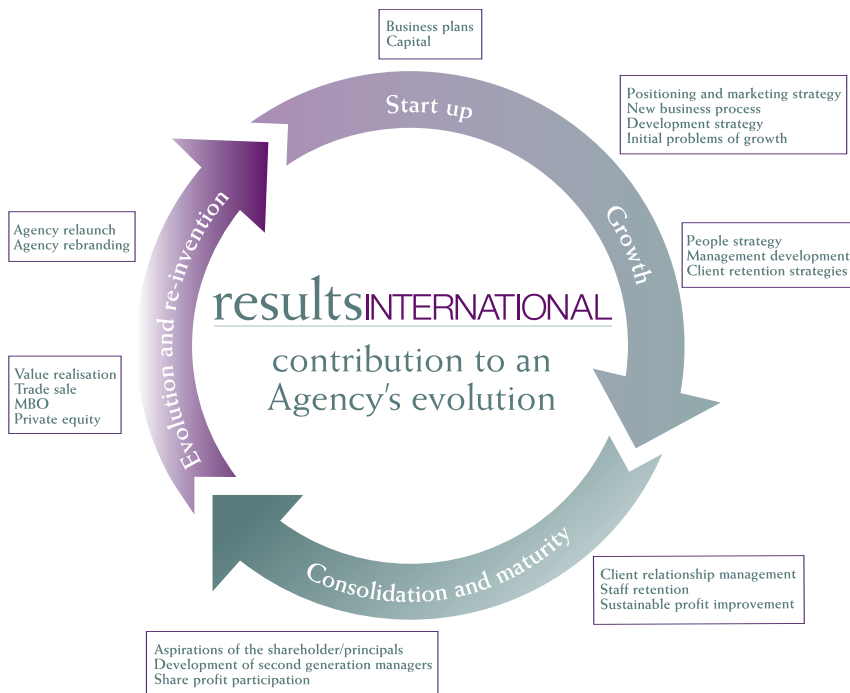 Business plans
Capital
Start up
Positioning and marketing strategy
New business process
Development strategy
Initial problems of growth
Growth
People strategy
Management development
Client retention strategies
resultsINTERNATIONAL
contribution to an
Agency's evolution
Client relationship management
Staff retention
Sustainable profit improvement
Consolidation and maturity
Aspirations of the shareholder/principals
Development of second generation managers
Share profit participation
Value realisation
Trade sale
MBO
Private equity
Evolution and re-invention
Agency relaunch
Agency rebranding